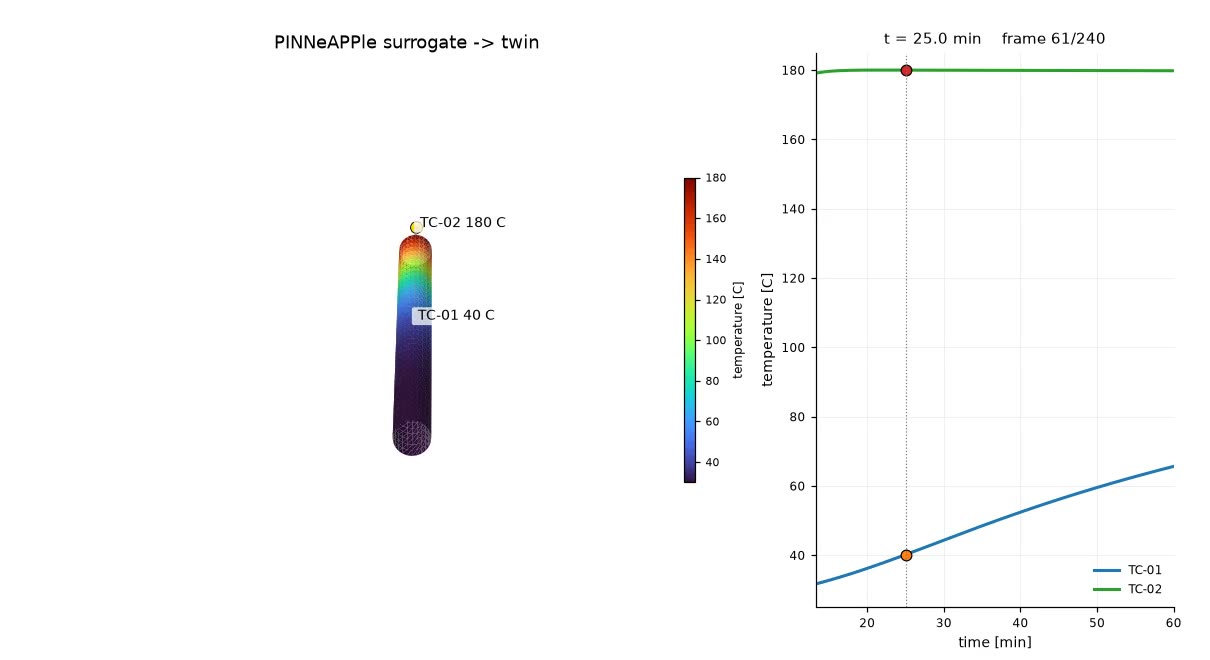 PINNeAPPle surrogate -> twin
TC-02 180 C
TC-01 40 C
180
160
140
120
100
80
60
40
temperature [C]
t = 25.0 min    frame 61/240
180
160
140
120
100
80
60
40
temperature [C]
TC-01
TC-02
20
30
40
50
60
time [min]